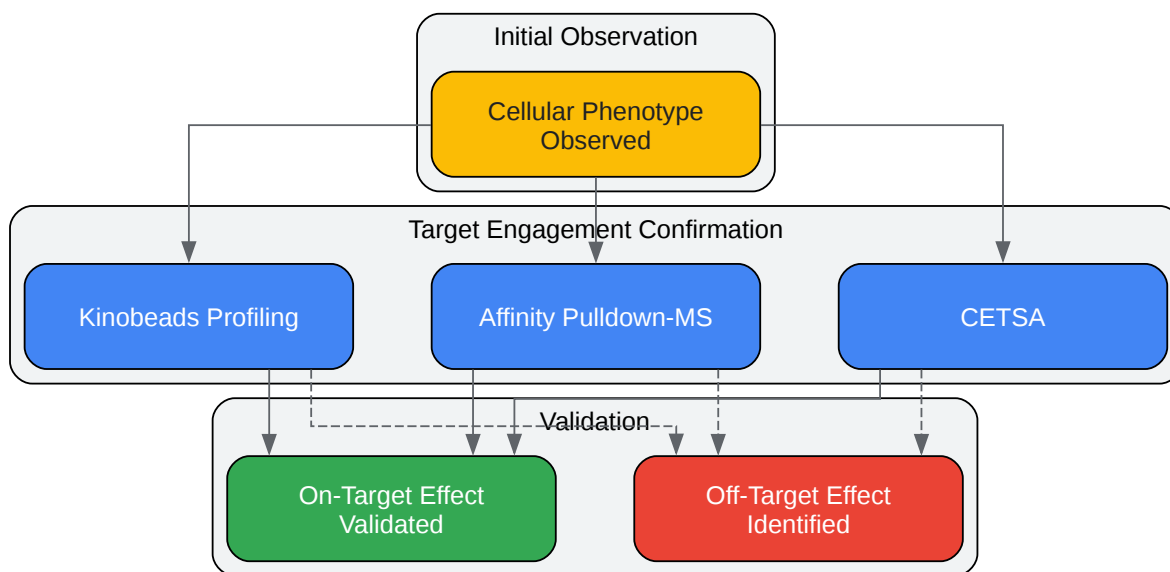 Initial Observation
Cellular Phenotype
Observed
Target Engagement Confirmation
Kinobeads Profiling
Affinity Pulldown-MS
CETSA
Validation
On-Target Effect
Validated
Off-Target Effect
Identified